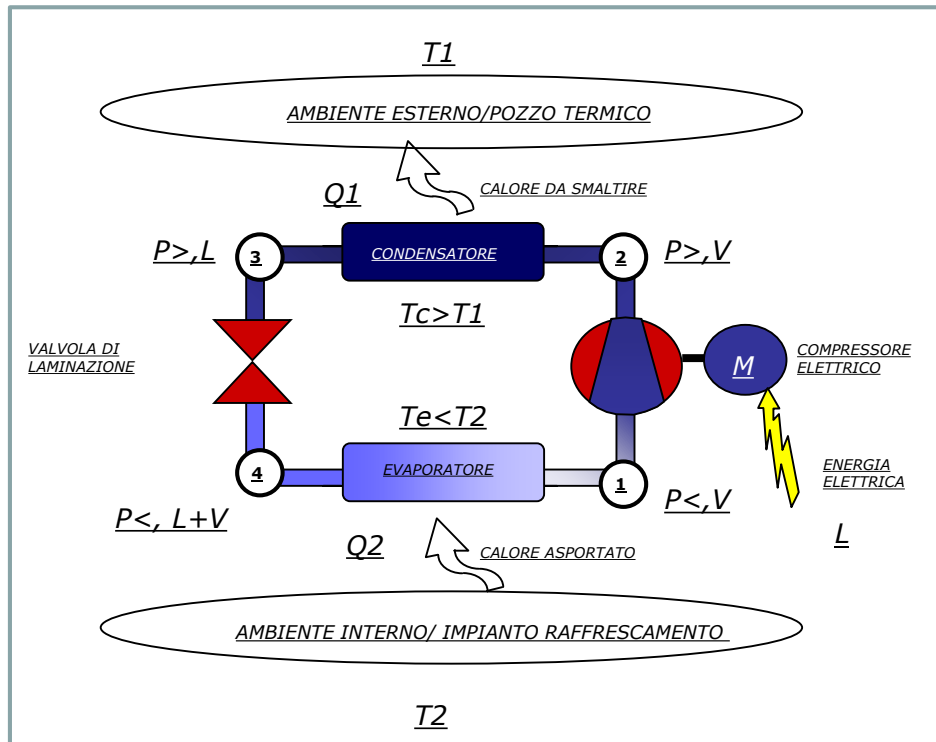 T1
AMBIENTE ESTERNO/POZZO TERMICO
CALORE DA SMALTIRE
Q1
3
CONDENSATORE
2
P>,L
P>,V
Tc>T1
VALVOLA DI
LAMINAZIONE
M
COMPRESSORE
ELETTRICO
Te<T2
4
EVAPORATORE
1
ENERGIA
ELETTRICA
P<, L+V
P<,V
L
Q2
CALORE ASPORTATO
AMBIENTE INTERNO/ IMPIANTO RAFFRESCAMENTO
T2